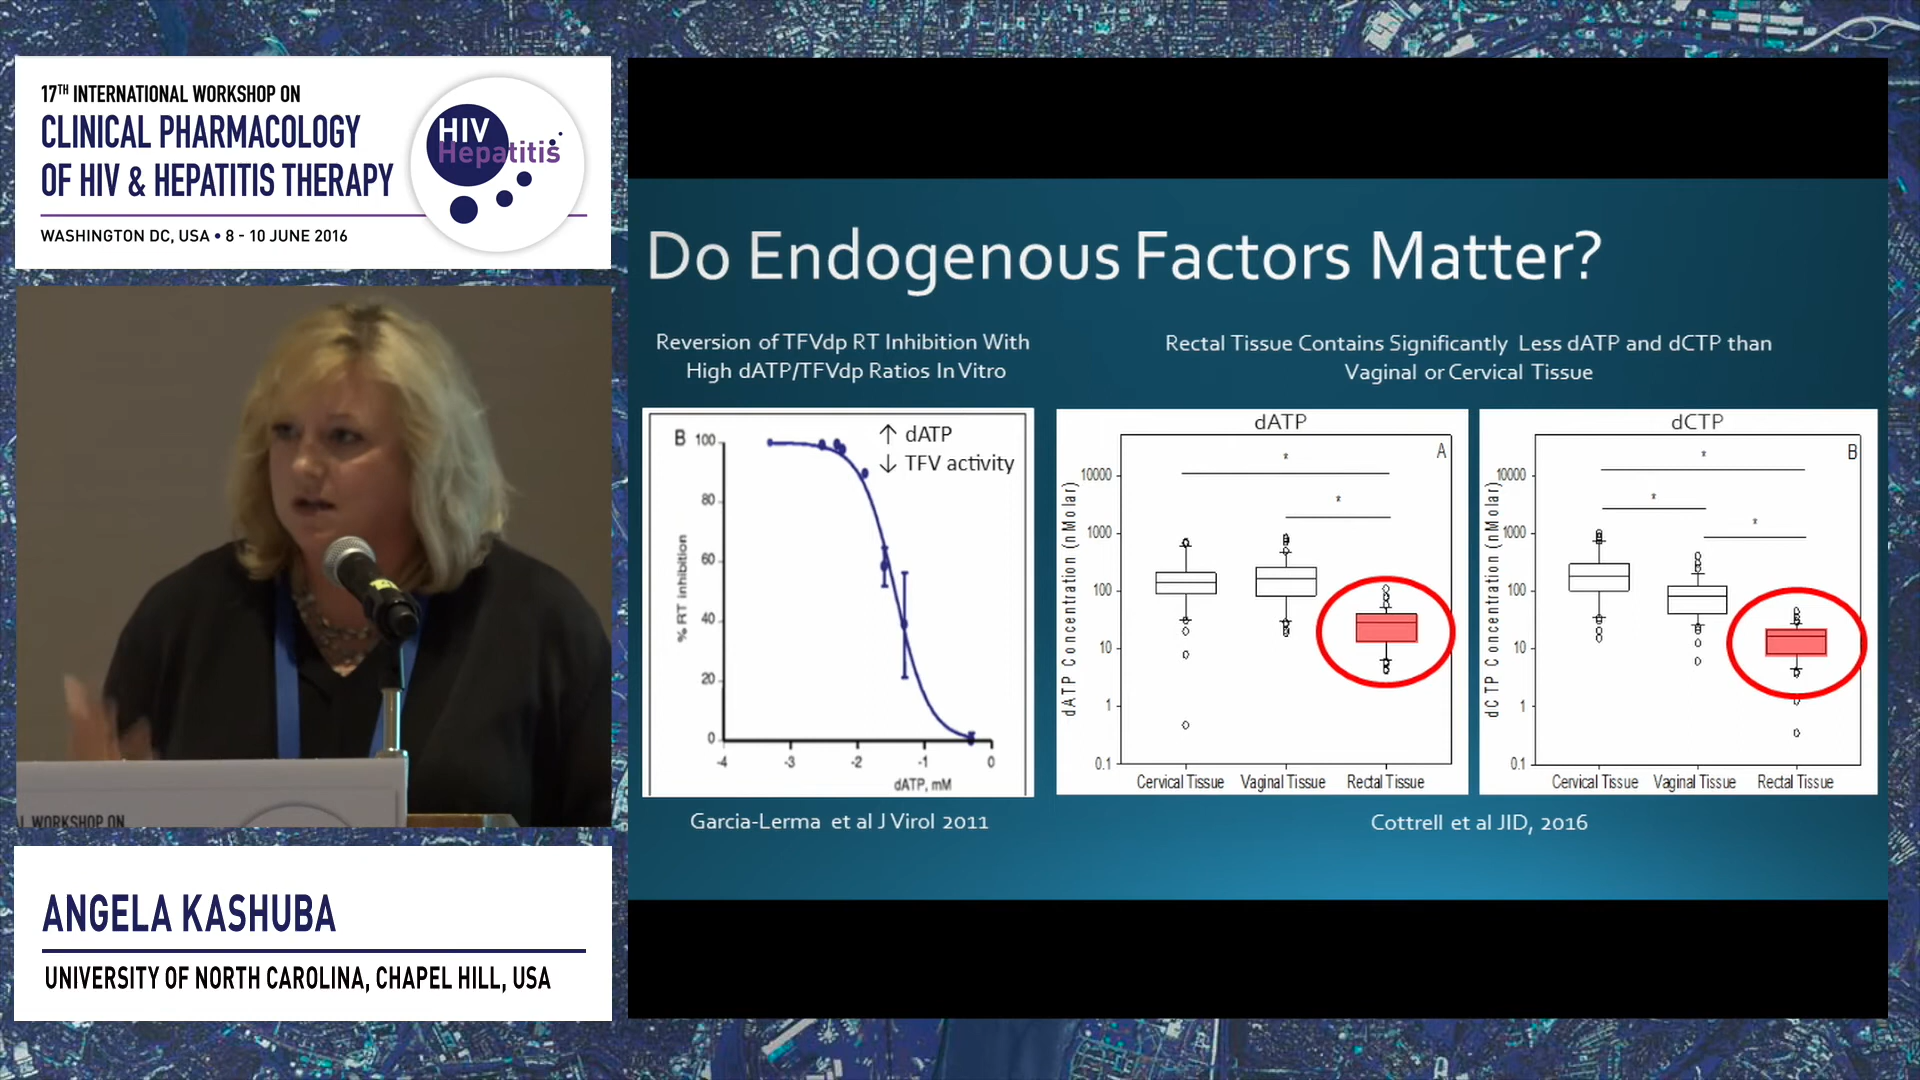 17TH INTERNATIONAL WORKSHOP ON
CLINICAL PHARMACOLOGY
OF HIV & HEPATITIS THERAPY
WASHINGTON DC, USA • 8 - 10 JUNE 2016
HIV
Hepatitis
AL WORKSHOP ON
ANGELA KASHUBA
UNIVERSITY OF NORTH CAROLINA, CHAPEL HILL, USA
Do Endogenous Factors Matter?
Reversion of TFVdp RT Inhibition With
High dATP/TFVdp Ratios In Vitro
B
↑ dATP
↓ TFV activity
% RT inhibition
100
80
60
40
20
0
-4 -3 -2 -1 0
dATP, mM
Garcia-Lerma et al J Virol 2011
Rectal Tissue Contains Significantly Less dATP and dCTP than
Vaginal or Cervical Tissue
dATP
A
dATP Concentration (nMolar)
10000
1000
100
10
1
0.1
* *
Cervical Tissue Vaginal Tissue Rectal Tissue
dCTP
B
dCTP Concentration (nMolar)
10000
1000
100
10
1
0.1
* * *
Cervical Tissue Vaginal Tissue Rectal Tissue
Cottrell et al JID, 2016